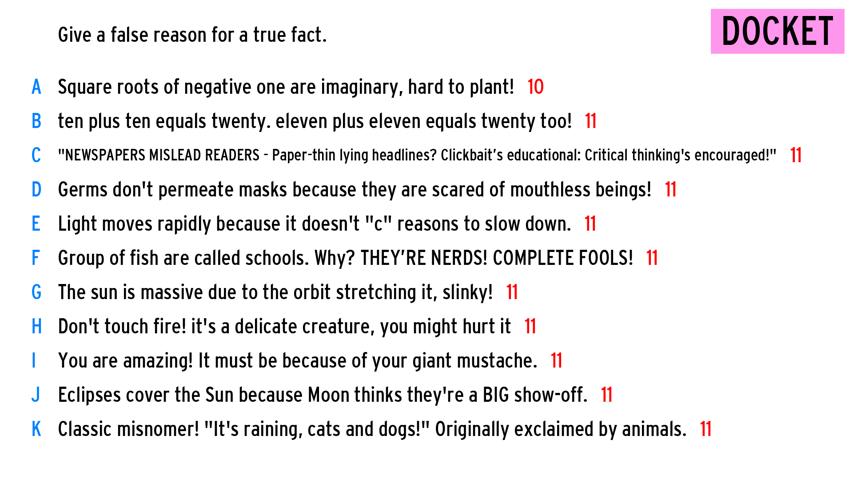 Give a false reason for a true fact.
DOCKET
A Square roots of negative one are imaginary, hard to plant! 10
B ten plus ten equals twenty. eleven plus eleven equals twenty too! 11
C "NEWSPAPERS MISLEAD READERS - Paper-thin lying headlines? Clickbait's educational: Critical thinking's encouraged!" 11
D Germs don't permeate masks because they are scared of mouthless beings! 11
E Light moves rapidly because it doesn't "c" reasons to slow down. 11
F Group of fish are called schools. Why? THEY'RE NERDS! COMPLETE FOOLS! 11
G The sun is massive due to the orbit stretching it, slinky! 11
H Don't touch fire! it's a delicate creature, you might hurt it 11
I You are amazing! It must be because of your giant mustache. 11
J Eclipses cover the Sun because Moon thinks they're a BIG show-off. 11
K Classic misnomer! "It's raining, cats and dogs!" Originally exclaimed by animals. 11